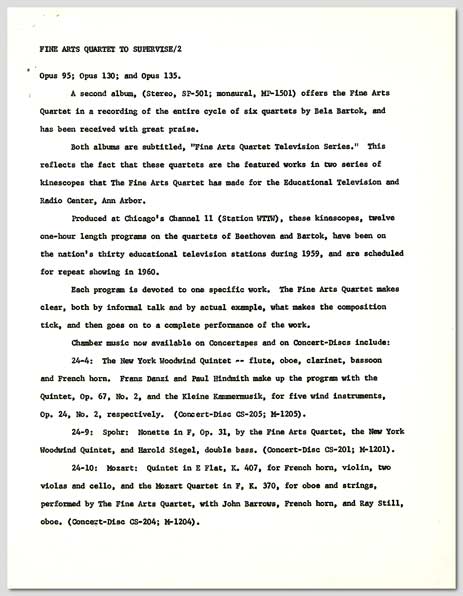 FINE ARTS QUARTET TO SUPERVISE/2
Opus 95; Opus 130; and Opus 135.
A second album, (Stereo, SP-501; monaural, MP-1501) offers the Fine Arts
Quartet in a recording of the entire cycle of six quartets by Bela Bartok, and
has been received with great praise.
Both albums are subtitled, "Fine Arts Quartet Television Series." This
reflects the fact that these quartets are the featured works in two series of
kinescopes that The Fine Arts Quartet has made for the Educational Television and
Radio Center, Ann Arbor.
Produced at Chicago's Channel 11 (Station WTTW), these kinescopes, twelve
one-hour length programs on the quartets of Beethoven and Bartok, have been on
the nation's thirty educational television stations during 1959, and are scheduled
for repeat showing in 1960.
Each program is devoted to one specific work. The Fine Arts Quartet makes
clear, both by informal talk and by actual example, what makes the composition
tick, and then goes on to a complete performance of the work.
Chamber music now available on Concertapes and on Concert-Discs include:
24-4: The New York Woodwind Quintet -- flute, oboe, clarinet, bassoon
and French horn. Franz Danzi and Paul Hindmith make up the program with the
Quintet, Op. 67, No. 2, and the Kleine Kammermusik, for five wind instruments,
Op. 24, No. 2, respectively. (Concert-Disc CS-205; M-1205).
24-9: Spohr: Nonette in F, Op. 31, by the Fine Arts Quartet, the New York
Woodwind Quintet, and Harold Siegel, double bass. (Concert-Disc CS-201; M-1201).
24-10: Mozart: Quintet in E Flat, K. 407, for French horn, violin, two
violas and cello, and the Mozart Quartet in F, K. 370, for oboe and strings,
performed by The Fine Arts Quartet, with John Barrows, French horn, and Ray Still,
oboe. (Concert-Disc CS-204; M-1204).